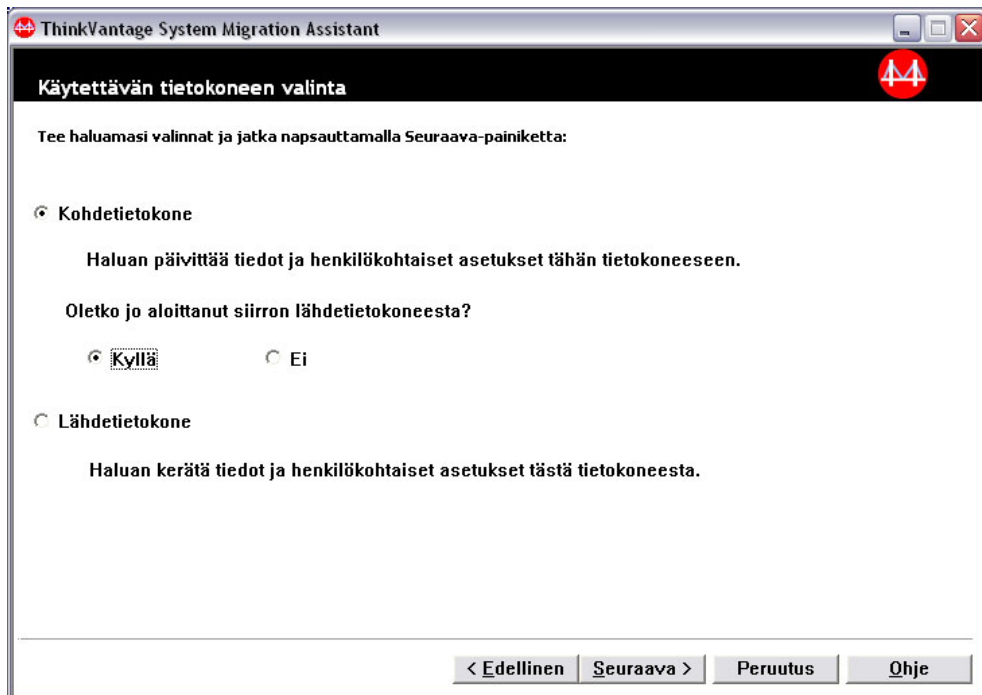 ThinkVantage System Migration Assistant
Käytettävän tietokoneen valinta
Tee haluamasi valinnat ja jatka napsauttamalla Seuraava-painiketta:
Kohdetietokone
Haluan päivittää tiedot ja henkilökohtaiset asetukset tähän tietokoneeseen.
Oletko jo aloittanut siirron lähdetietokoneesta?
Kyllä Ei
Lähdetietokone
Haluan kerätä tiedot ja henkilökohtaiset asetukset tästä tietokoneesta.
< Edellinen Seuraava > Peruutus Ohje